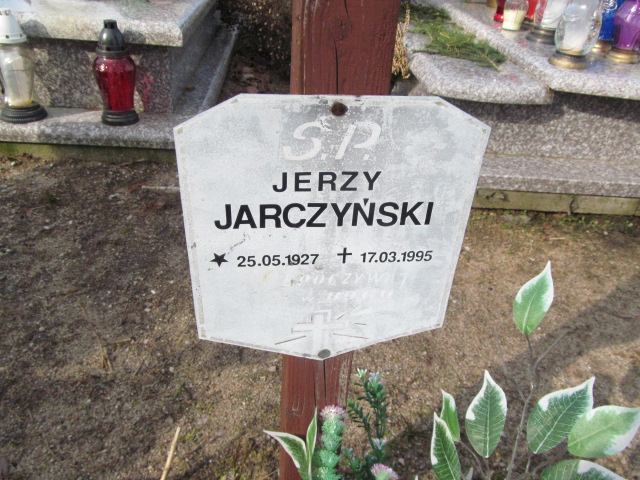 Ś.P.
JERZY
JARCZYŃSKI
★ 25.05.1927 ✝ 17.03.1995